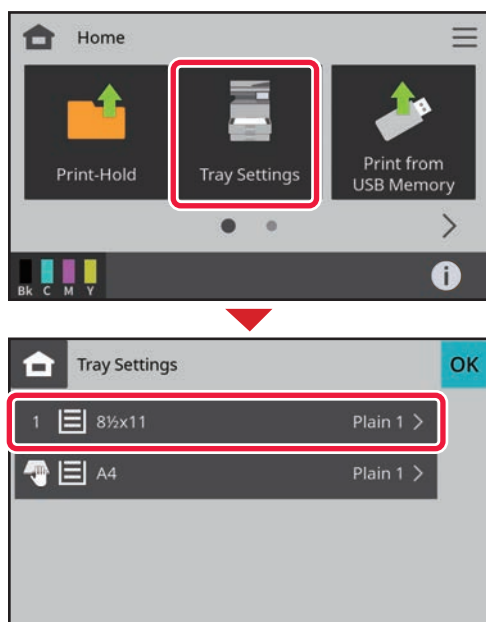 Home
Print-Hold
Tray Settings
Print from
USB Memory
Bk C M Y
i
Tray Settings
OK
1 8½x11 Plain 1
A4 Plain 1